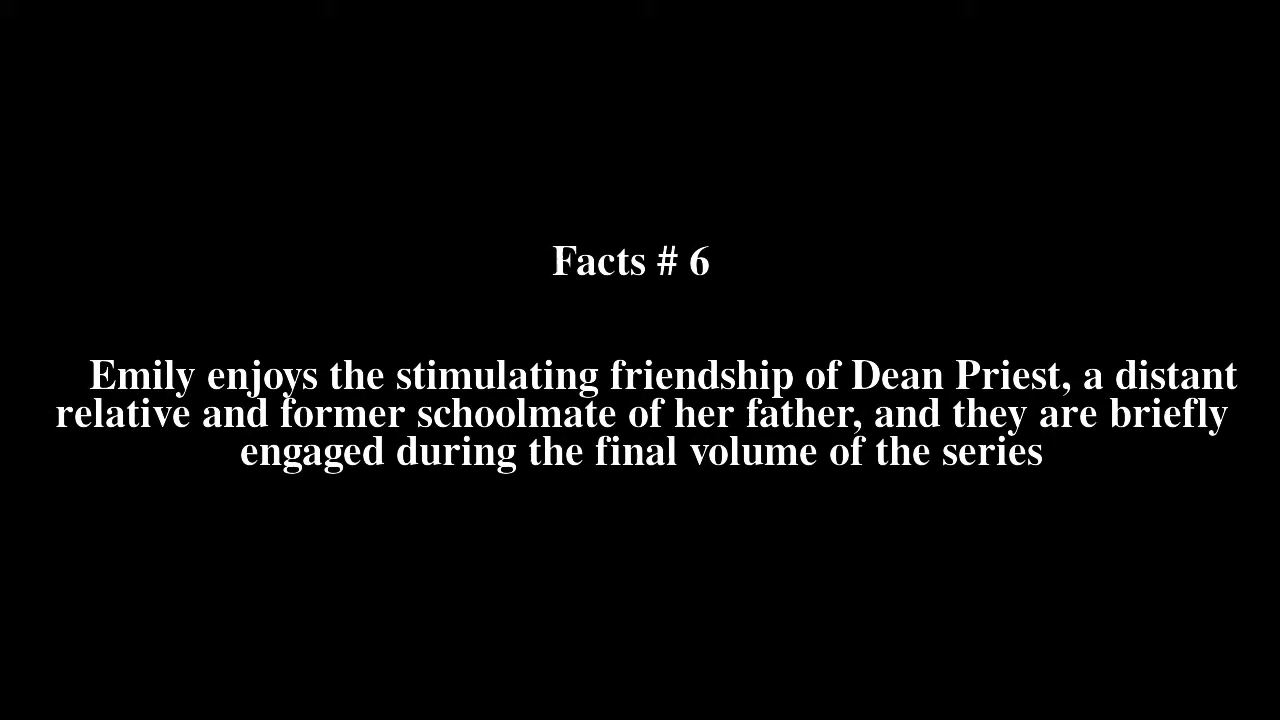 Facts # 6
Emily enjoys the stimulating friendship of Dean Priest, a distant
relative and former schoolmate of her father, and they are briefly
engaged during the final volume of the series